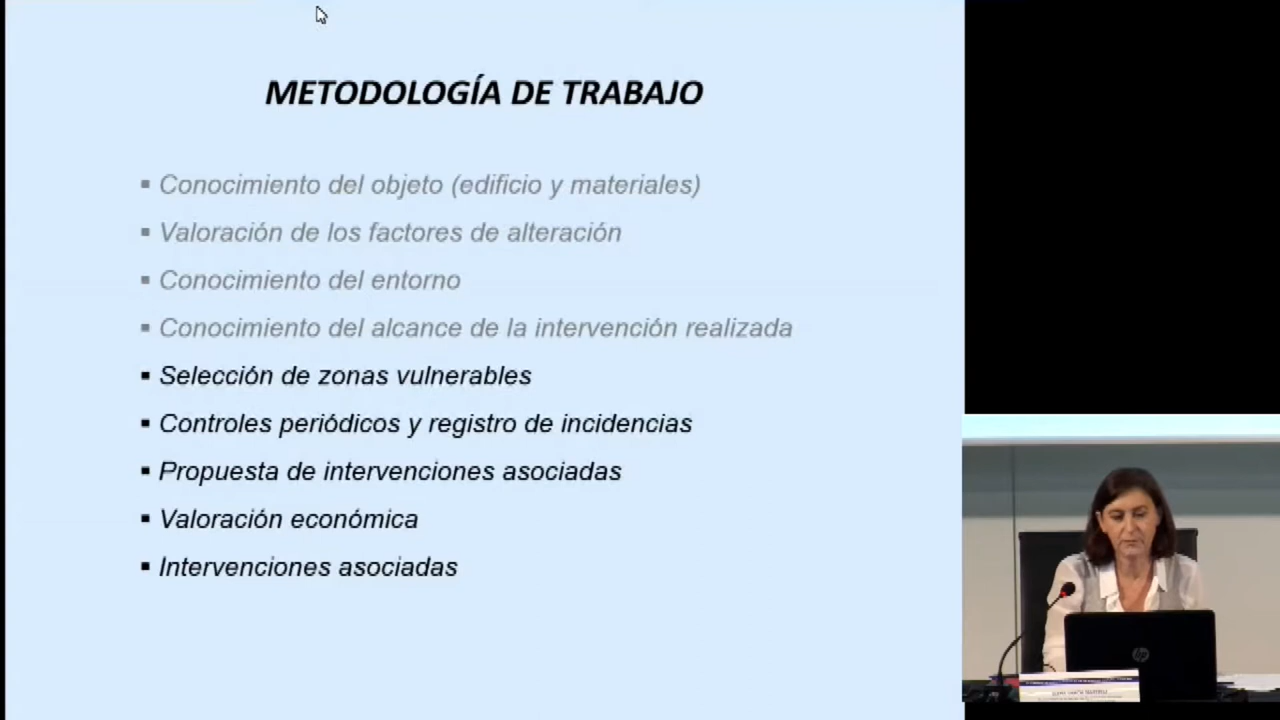 METODOLOGÍA DE TRABAJO
▪ Conocimiento del objeto (edificio y materiales)
▪ Valoración de los factores de alteración
▪ Conocimiento del entorno
▪ Conocimiento del alcance de la intervención realizada
▪ Selección de zonas vulnerables
▪ Controles periódicos y registro de incidencias
▪ Propuesta de intervenciones asociadas
▪ Valoración económica
▪ Intervenciones asociadas
hp